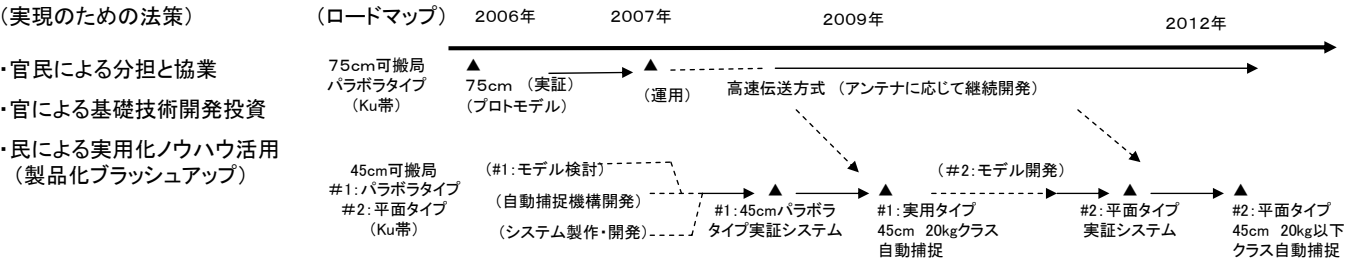 (実現のための法策)
・官民による分担と協業
・官による基礎技術開発投資
・民による実用化ノウハウ活用
(製品化ブラッシュアップ)
(ロードマップ)
2006年
2007年
2009年
2012年
75cm可搬局
パラボラタイプ
(Ku帯)
▲
75cm (実証)
(プロトモデル)
▲
(運用)
高速伝送方式 (アンテナに応じて継続開発)
45cm可搬局
#1:パラボラタイプ
#2:平面タイプ
(Ku帯)
(#1:モデル検討)
(自動捕捉機構開発)
(システム製作・開発)
▲
#1:45cmパラボラ
タイプ実証システム
▲
#1:実用タイプ
45cm 20kgクラス
自動捕捉
(#2:モデル開発)
▲
#2:平面タイプ
実証システム
▲
#2:平面タイプ
45cm 20kg以下
クラス自動捕捉